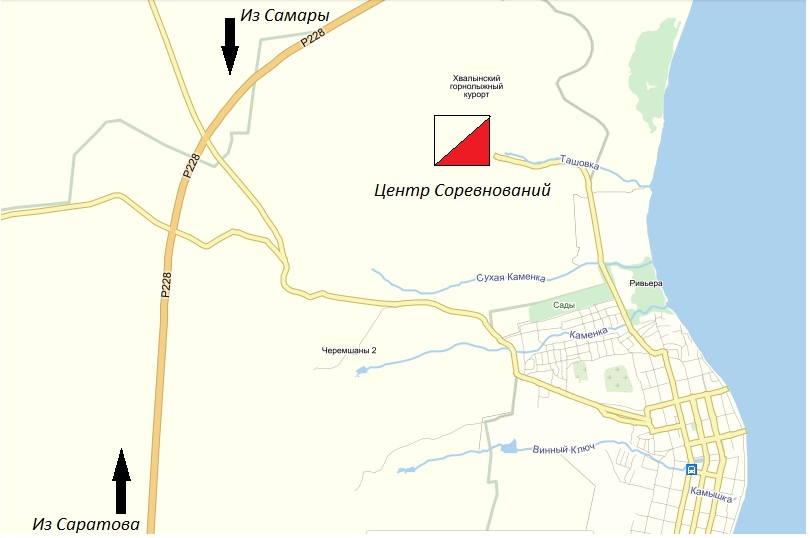 Из Самары
Р228
Хвалынский
горнолыжный
курорт
Ташовка
Р228
Центр Соревнований
Сухая Каменка
Р228
Ривьера
Сады
Каменка
Черемшаны 2
Винный Ключ
Камышка
Из Саратова